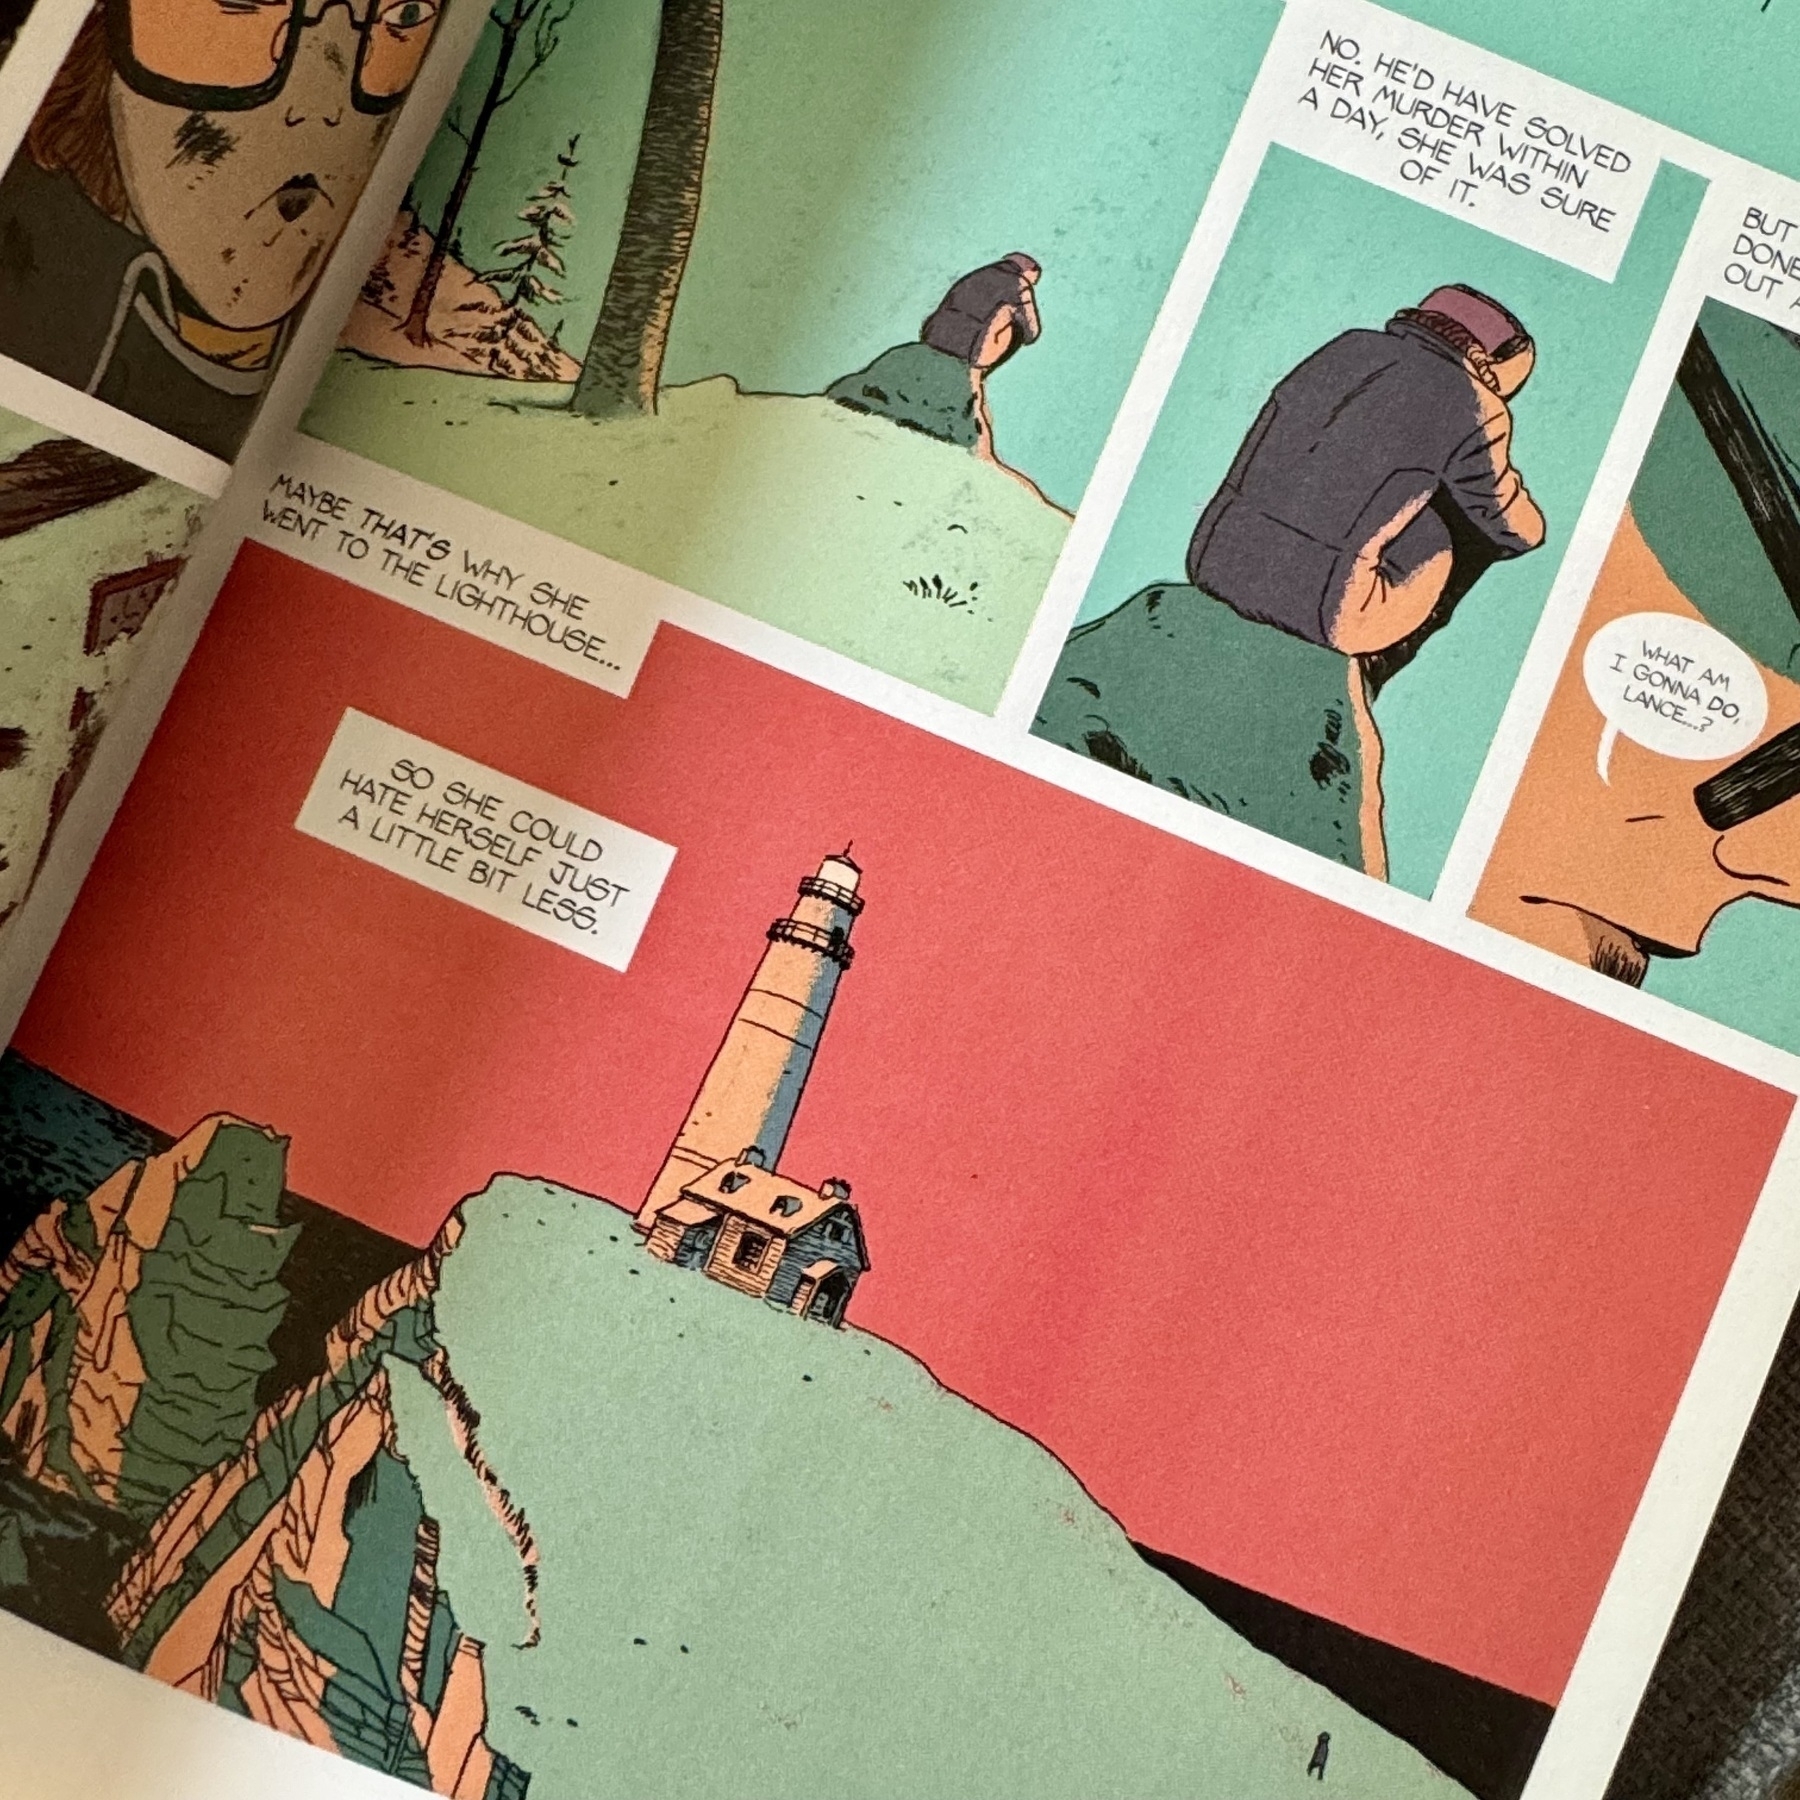 NO. HE'D HAVE SOLVED
HER MURDER WITHIN
A DAY, SHE WAS SURE
OF IT.
BUT
DONE
OUT
WHAT AM
I GONNA DO,
LANCE...?
MAYBE THAT'S WHY SHE
WENT TO THE LIGHTHOUSE...
SO SHE COULD
HATE HERSELF JUST
A LITTLE BIT LESS.